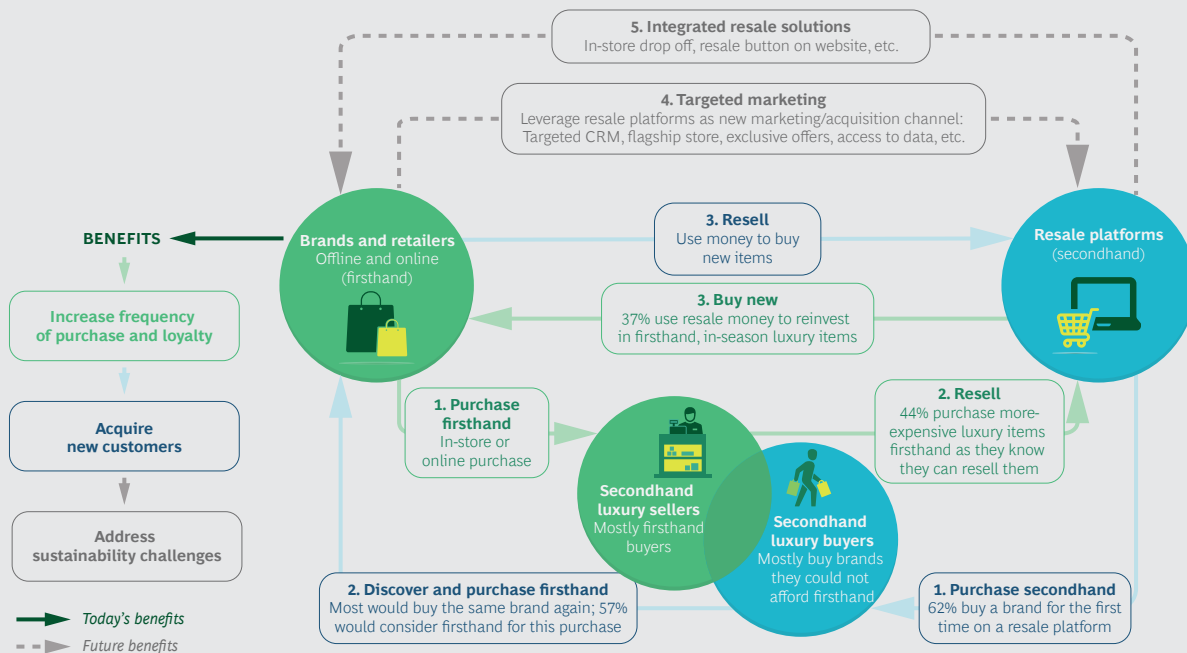 5. Integrated resale solutions
In-store drop off, resale button on website, etc.
4. Targeted marketing
Leverage resale platforms as new marketing/acquisition channel:
Targeted CRM, flagship store, exclusive offers, access to data, etc.
BENEFITS
Brands and retailers
Offline and online
(firsthand)
3. Resell
Use money to buy
new items
Resale platforms
(secondhand)
3. Buy new
37% use resale money to reinvest
in firsthand, in-season luxury items
Increase frequency
of purchase and loyalty
Acquire
new customers
Address
sustainability challenges
1. Purchase
firsthand
In-store or
online purchase
2. Resell
44% purchase more-
expensive luxury items
firsthand as they know
they can resell them
Secondhand
luxury sellers
Mostly firsthand
buyers
Secondhand
luxury buyers
Mostly buy brands
they could not
afford firsthand
2. Discover and purchase firsthand
Most would buy the same brand again; 57%
would consider firsthand for this purchase
1. Purchase secondhand
62% buy a brand for the first
time on a resale platform
Today's benefits
Future benefits